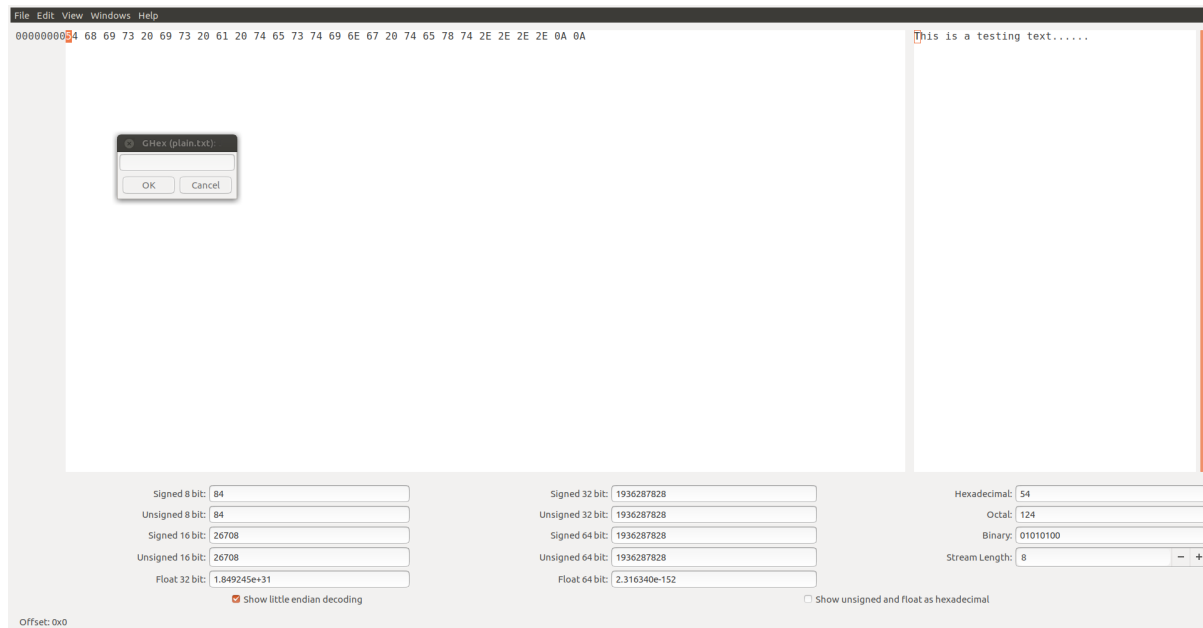 File Edit View Windows Help
00000000 54 68 69 73 20 69 73 20 61 20 74 65 73 74 69 6E 67 20 74 65 78 74 2E 2E 2E 2E 0A 0A This is a testing text......
GHex (plain.txt):
OK Cancel
Signed 8 bit: 84 Signed 32 bit: 1936287828 Hexadecimal: 54
Unsigned 8 bit: 84 Unsigned 32 bit: 1936287828 Octal: 124
Signed 16 bit: 26708 Signed 64 bit: 1936287828 Binary: 01010100
Unsigned 16 bit: 26708 Unsigned 64 bit: 1936287828 Stream Length: 8 − +
Float 32 bit: 1.849245e+31 Float 64 bit: 2.316340e-152
Show little endian decoding Show unsigned and float as hexadecimal
Offset: 0x0